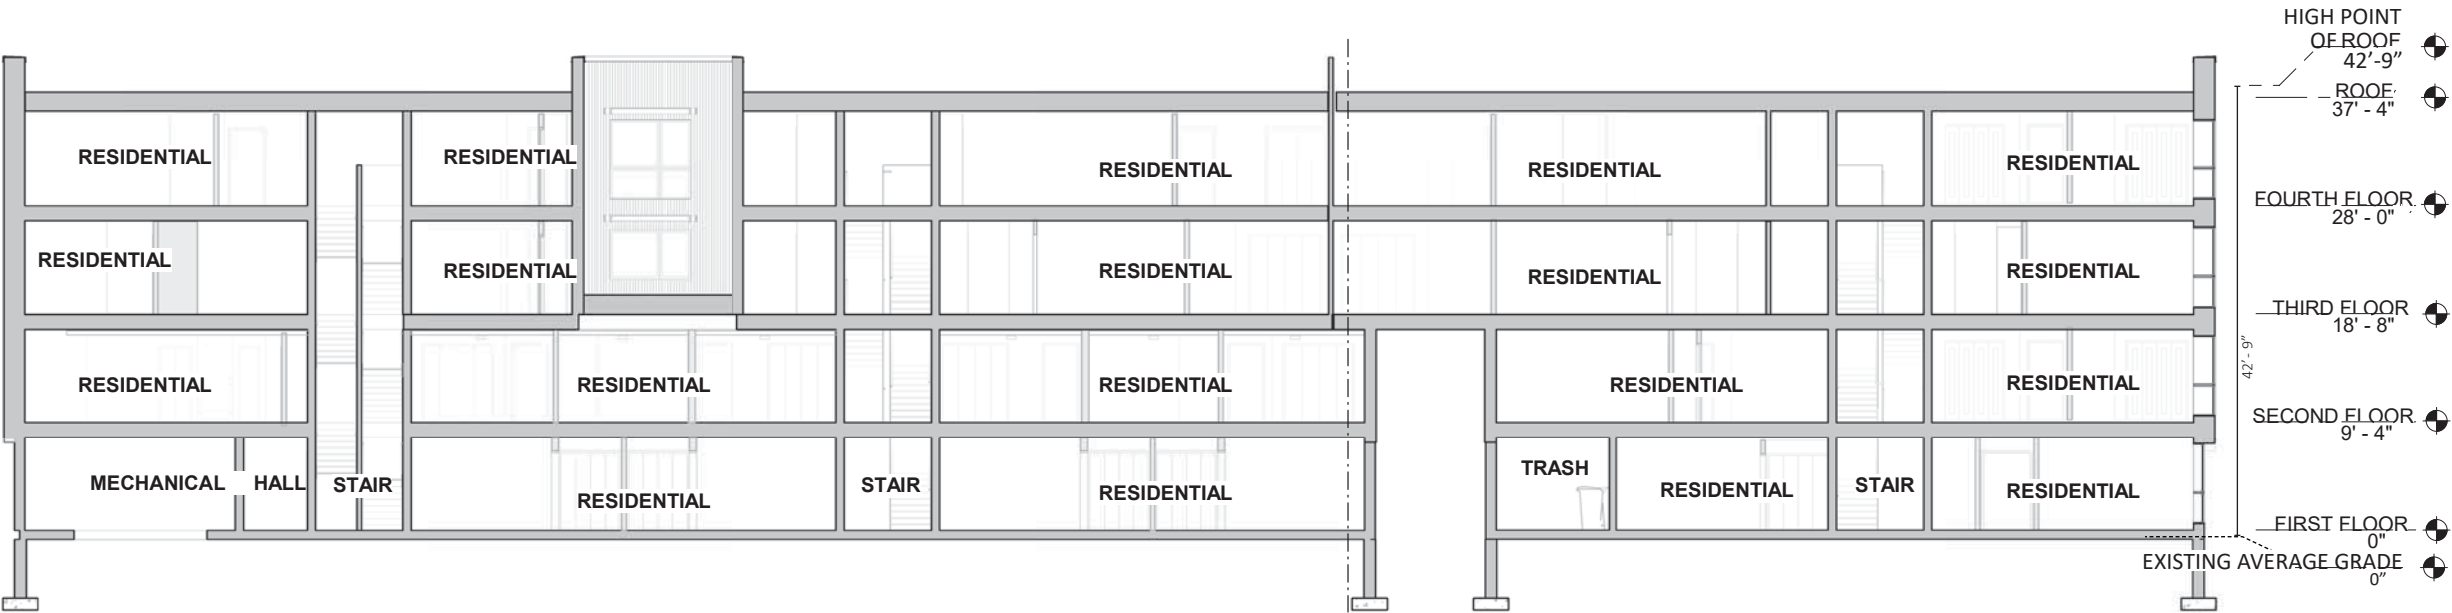 HIGH POINT
OF ROOF
42'-9"
ROOF
37' - 4"
RESIDENTIAL
RESIDENTIAL
RESIDENTIAL
RESIDENTIAL
RESIDENTIAL
FOURTH FLOOR
28' - 0"
RESIDENTIAL
RESIDENTIAL
RESIDENTIAL
RESIDENTIAL
RESIDENTIAL
THIRD FLOOR
18' - 8"
42' - 9"
RESIDENTIAL
RESIDENTIAL
RESIDENTIAL
RESIDENTIAL
RESIDENTIAL
SECOND FLOOR
9' - 4"
MECHANICAL
HALL
STAIR
RESIDENTIAL
STAIR
RESIDENTIAL
TRASH
RESIDENTIAL
STAIR
RESIDENTIAL
FIRST FLOOR
0"
EXISTING AVERAGE GRADE
0"